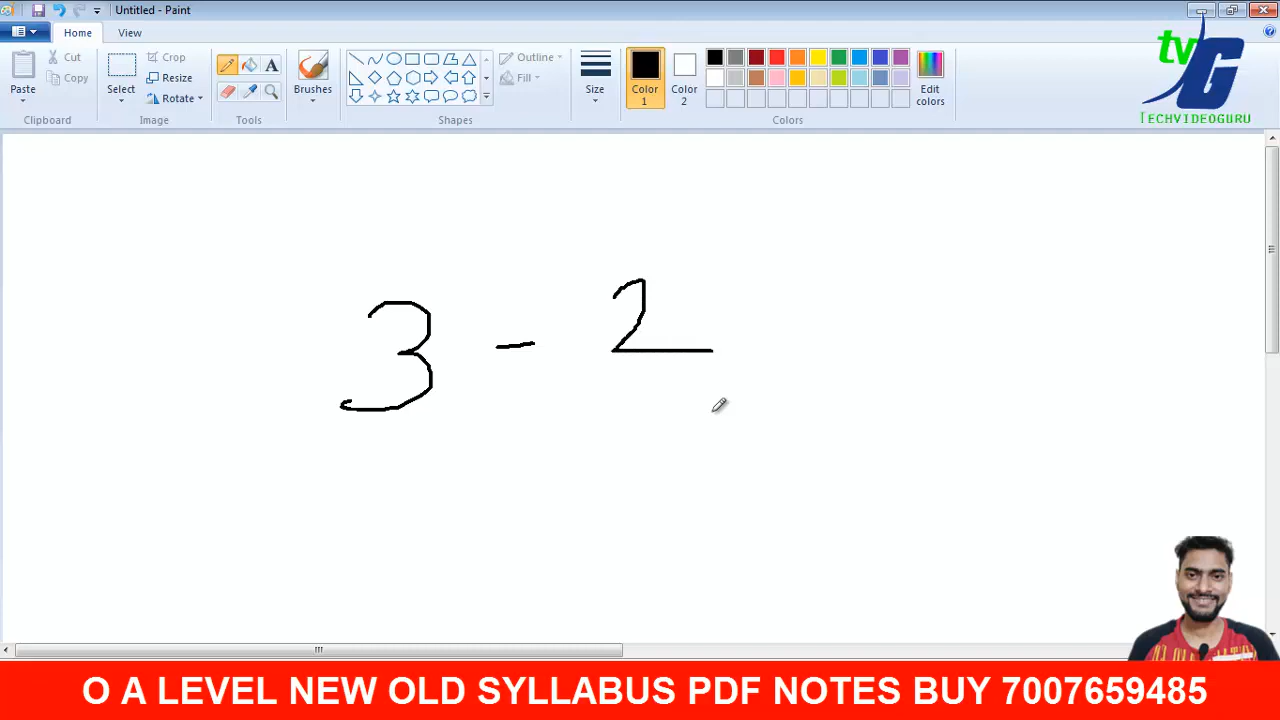 Untitled - Paint
Home View
Paste
Cut
Copy
Clipboard
Select
Crop
Resize
Rotate
Image
A
Tools
Brushes
Shapes
Outline
Fill
Size
Color 1
Color 2
Edit colors
Colors
tvG
TECHVIDEOGURU
3 - 2
O A LEVEL NEW OLD SYLLABUS PDF NOTES BUY 7007659485